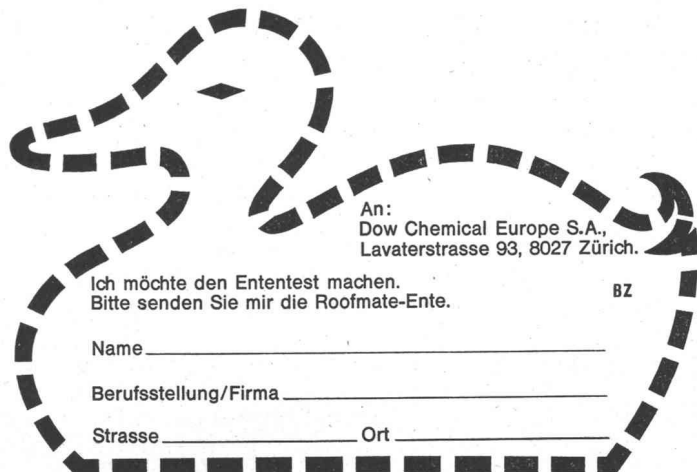 An:
Dow Chemical Europe S.A.,
Lavaterstrasse 93, 8027 Zürich.
Ich möchte den Ententest machen.
Bitte senden Sie mir die Roofmate-Ente.
BZ
Name
Berufsstellung/Firma
Strasse Ort